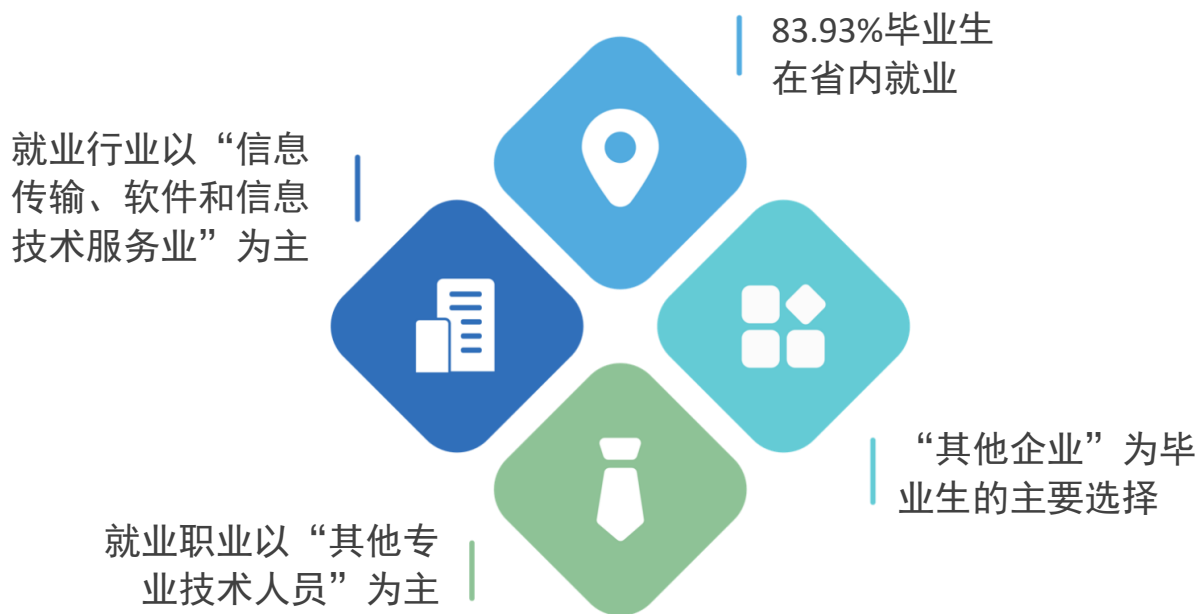 83.93%毕业生
在省内就业
就业行业以“信息
传输、软件和信息
技术服务业”为主
“其他企业”为毕
业生的主要选择
就业职业以“其他专
业技术人员”为主